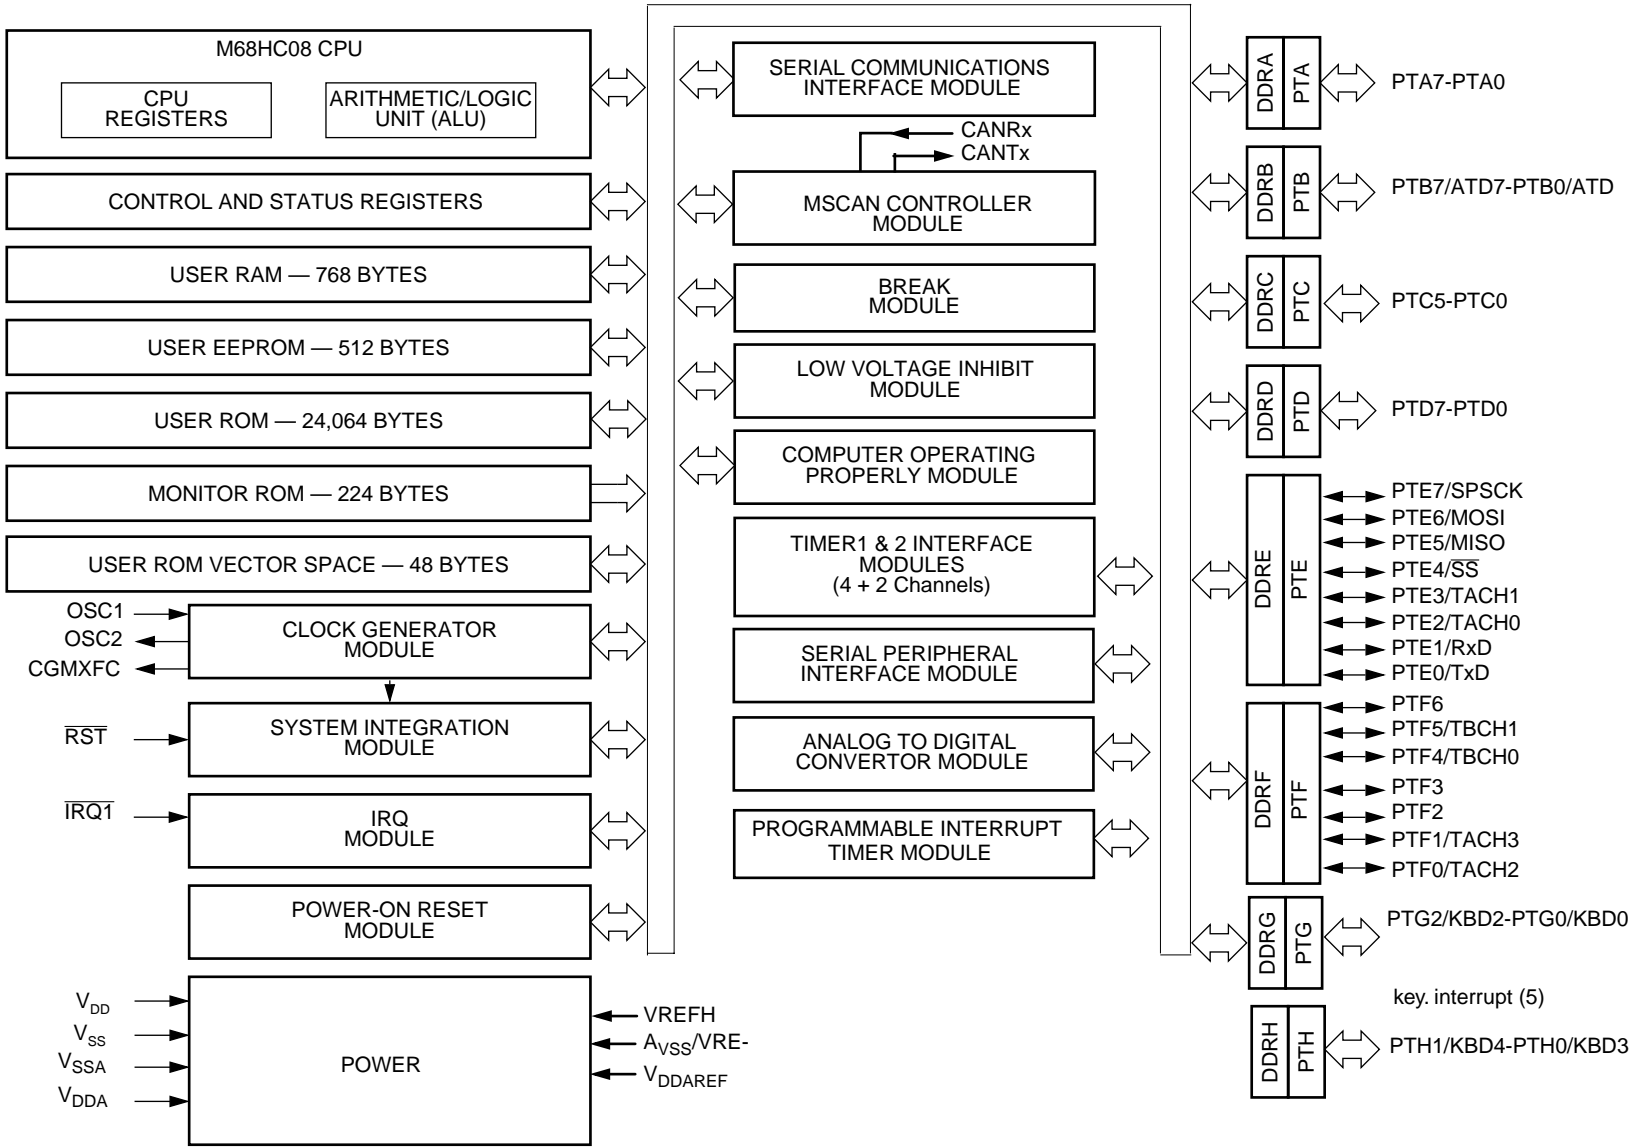 M68HC08 CPU
CPU
REGISTERS
ARITHMETIC/LOGIC
UNIT (ALU)
CONTROL AND STATUS REGISTERS
USER RAM — 768 BYTES
USER EEPROM — 512 BYTES
USER ROM — 24,064 BYTES
MONITOR ROM — 224 BYTES
USER ROM VECTOR SPACE — 48 BYTES
OSC1
OSC2
CGMXFC
CLOCK GENERATOR
MODULE
RST
SYSTEM INTEGRATION
MODULE
IRQ1
IRQ
MODULE
POWER-ON RESET
MODULE
VDD
VSS
VSSA
VDDA
POWER
VREFH
AVSS/VRE-
VDDAREF
SERIAL COMMUNICATIONS
INTERFACE MODULE
CANRx
CANTx
MSCAN CONTROLLER
MODULE
BREAK
MODULE
LOW VOLTAGE INHIBIT
MODULE
COMPUTER OPERATING
PROPERLY MODULE
TIMER1 & 2 INTERFACE
MODULES
(4 + 2 Channels)
SERIAL PERIPHERAL
INTERFACE MODULE
ANALOG TO DIGITAL
CONVERTOR MODULE
PROGRAMMABLE INTERRUPT
TIMER MODULE
DDRA
PTA
PTA7-PTA0
DDRB
PTB
PTB7/ATD7-PTB0/ATD
DDRC
PTC
PTC5-PTC0
DDRD
PTD
PTD7-PTD0
DDRE
PTE
PTE7/SPSCK
PTE6/MOSI
PTE5/MISO
PTE4/SS
PTE3/TACH1
PTE2/TACH0
PTE1/RxD
PTE0/TxD
DDRF
PTF
PTF6
PTF5/TBCH1
PTF4/TBCH0
PTF3
PTF2
PTF1/TACH3
PTF0/TACH2
DDRG
PTG
PTG2/KBD2-PTG0/KBD0
key. interrupt (5)
DDRH
PTH
PTH1/KBD4-PTH0/KBD3